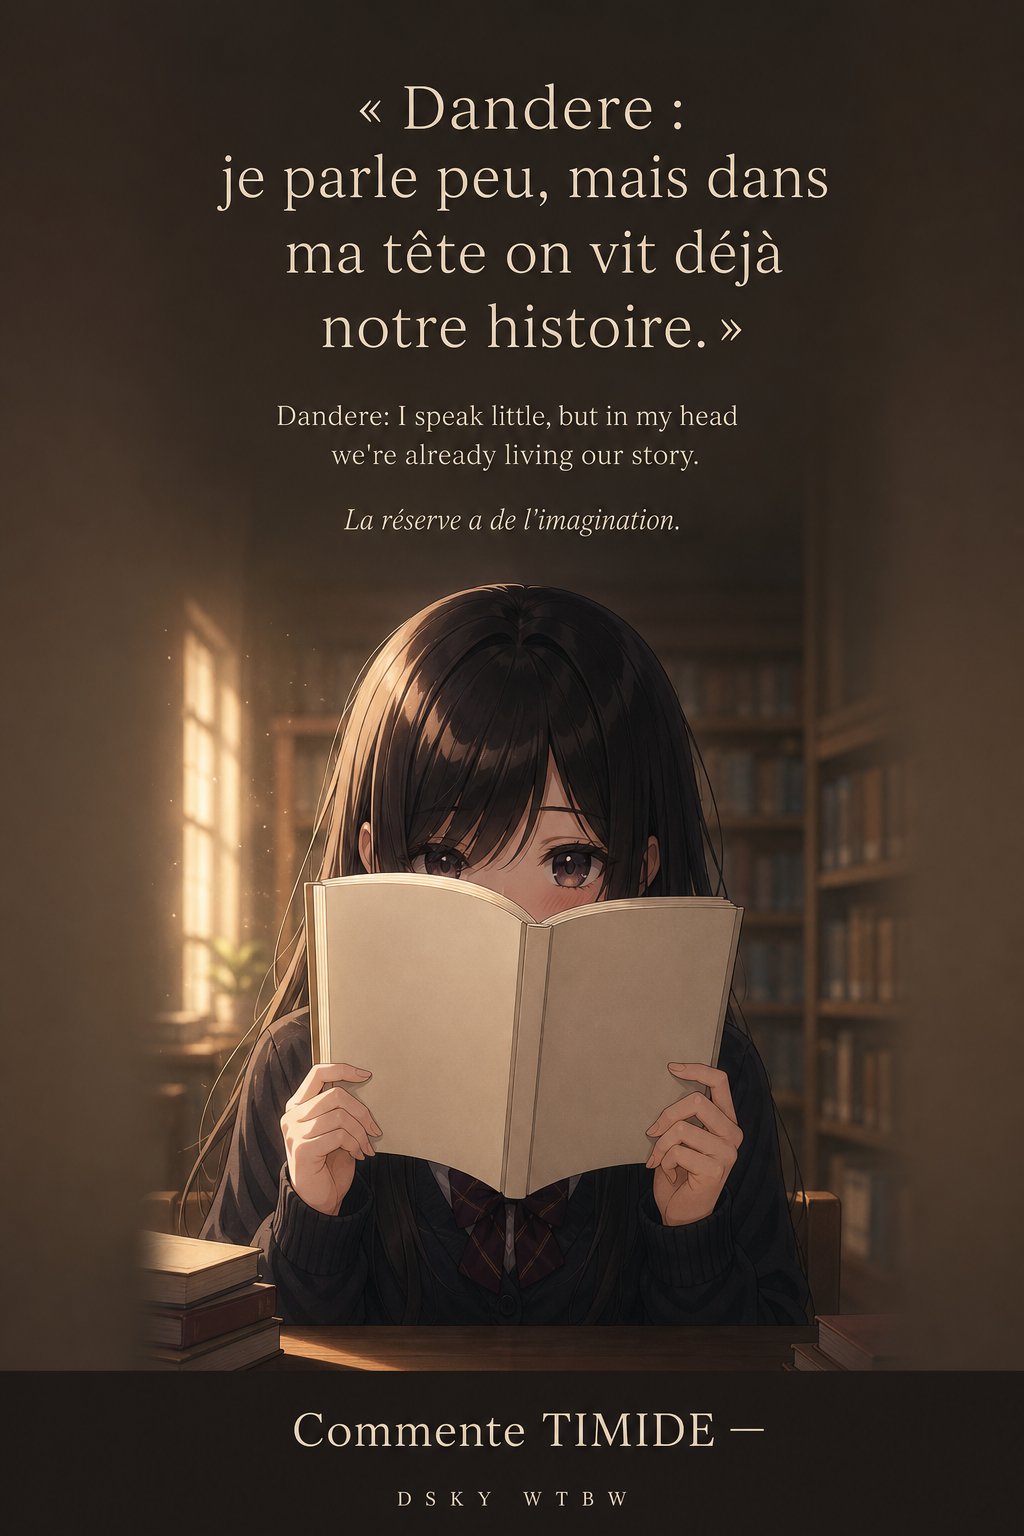 « Dandere :
je parle peu, mais dans
ma tête on vit déjà
notre histoire. »
Dandere: I speak little, but in my head
we're already living our story.
La réserve a de l’imagination.
Commente TIMIDE —
DSKY WTBW